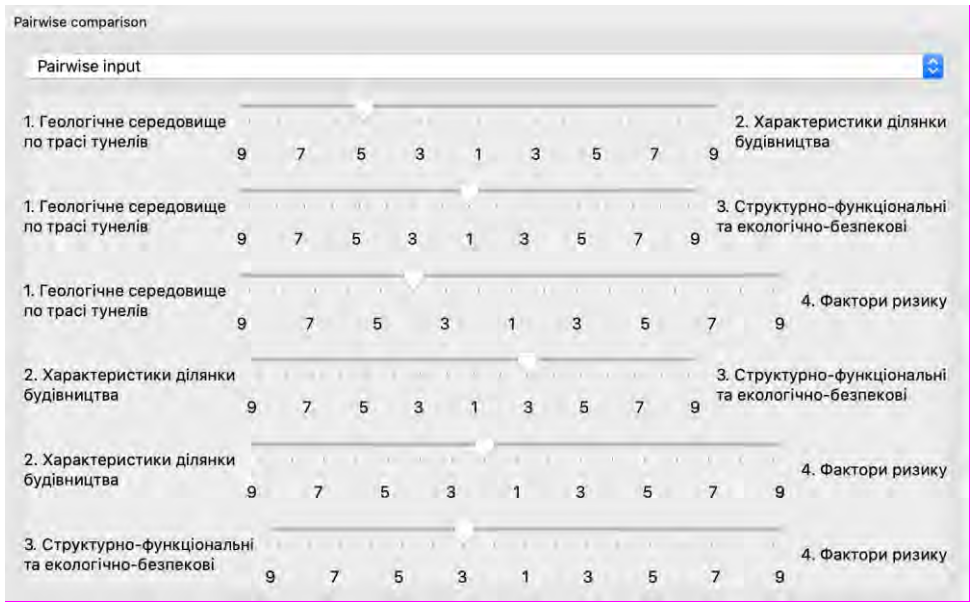 Pairwise comparison
Pairwise input
1. Геологічне середовище
по трасі тунелів
2. Характеристики ділянки
будівництва
9 7 5 3 1 3 5 7 9
1. Геологічне середовище
по трасі тунелів
3. Структурно-функціональні
та екологічно-безпекові
9 7 5 3 1 3 5 7 9
1. Геологічне середовище
по трасі тунелів
4. Фактори ризику
9 7 5 3 1 3 5 7 9
2. Характеристики ділянки
будівництва
3. Структурно-функціональні
та екологічно-безпекові
9 7 5 3 1 3 5 7 9
2. Характеристики ділянки
будівництва
4. Фактори ризику
9 7 5 3 1 3 5 7 9
3. Структурно-функціональні
та екологічно-безпекові
4. Фактори ризику
9 7 5 3 1 3 5 7 9